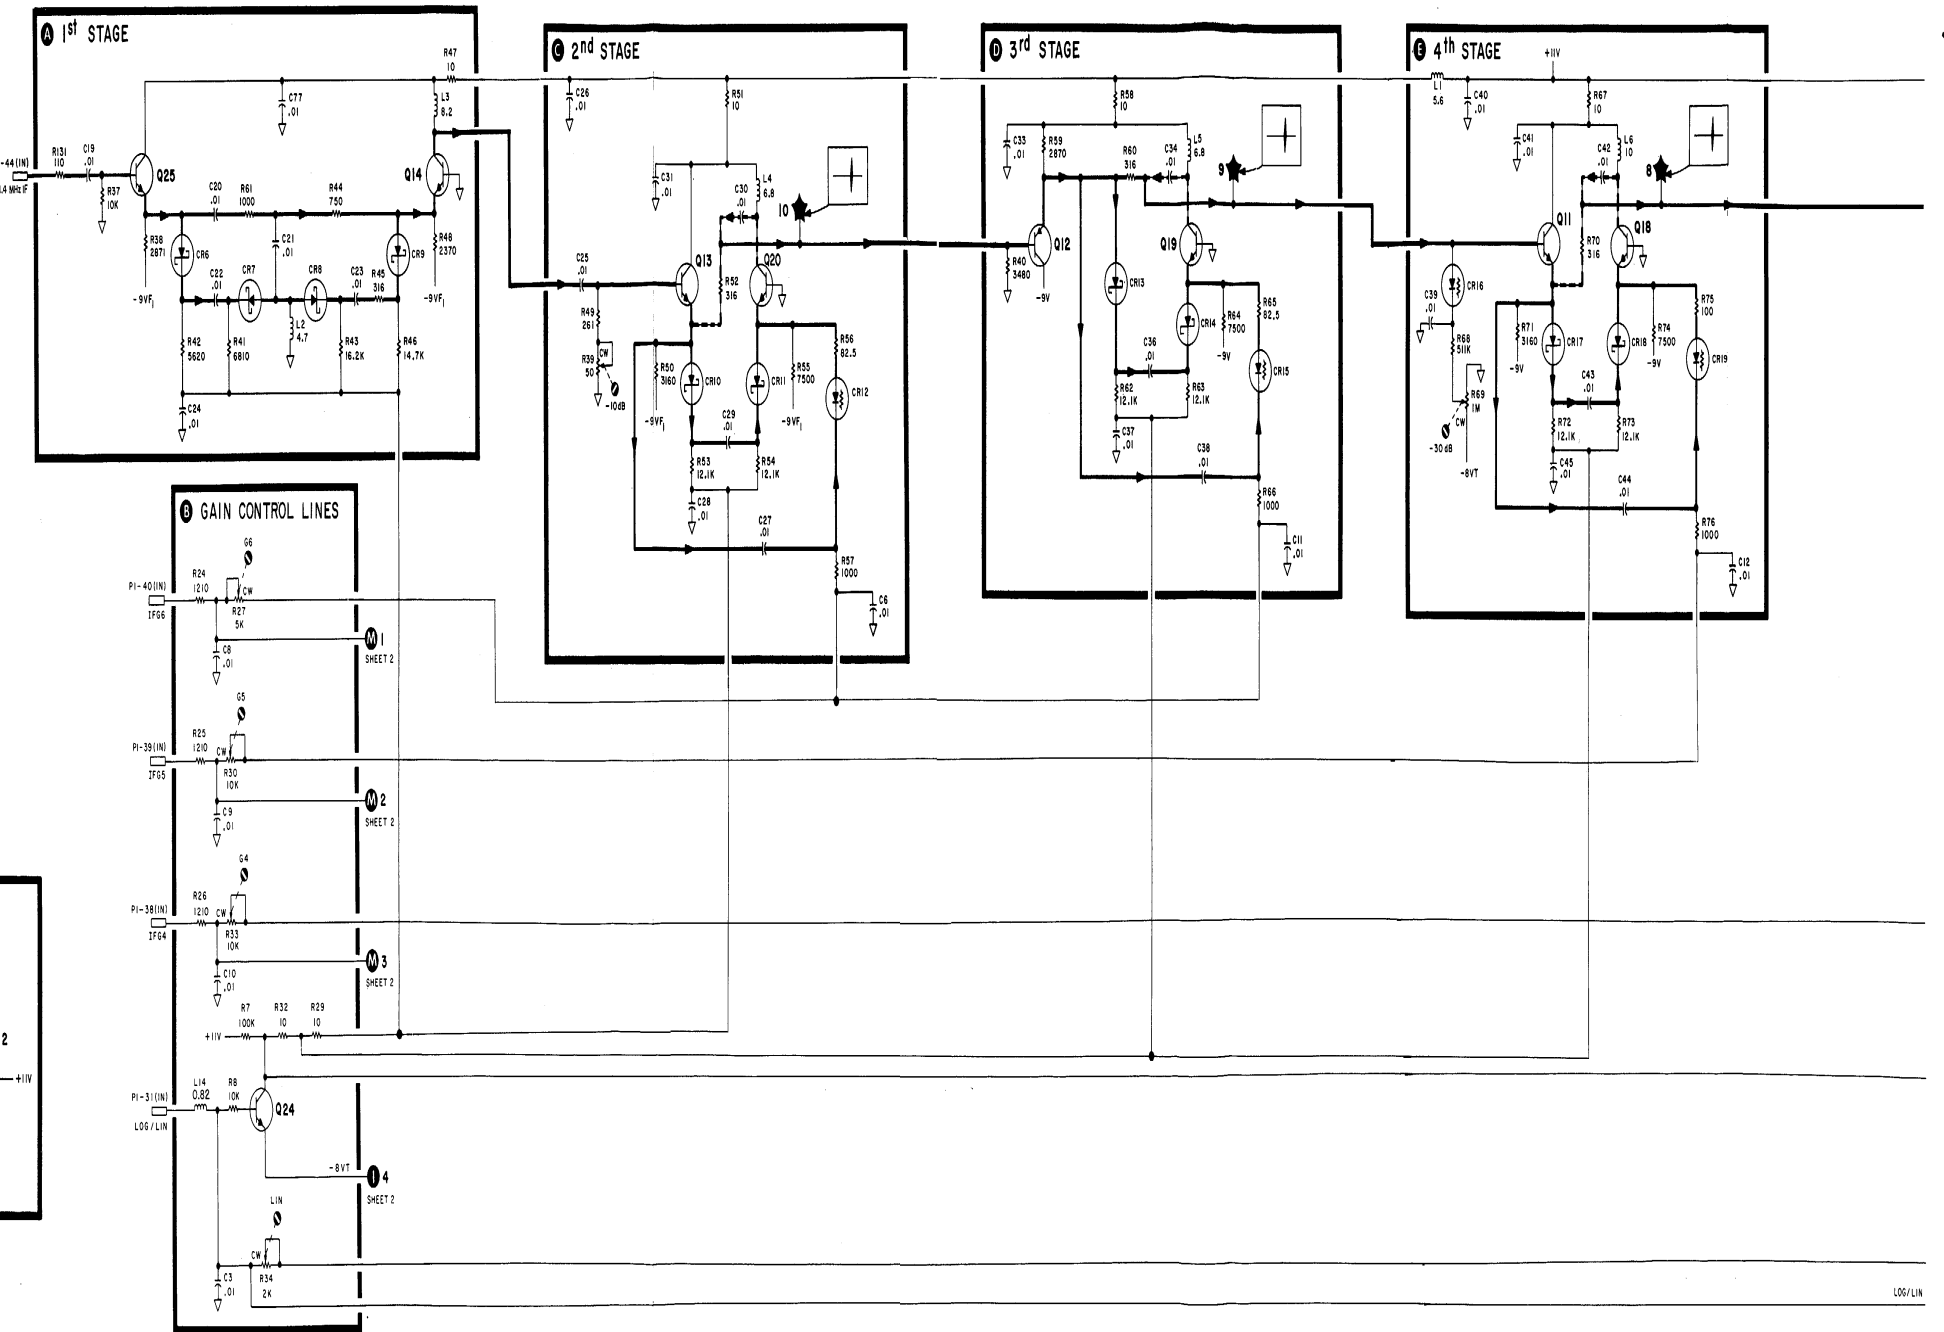 A 1st STAGE
R47
10
C77
.01
L3
8.2
-44(IN)
R131
110
C19
.01
R37
10K
Q25
Q14
C20
.01
R61
1000
R44
750
R38
2871
CR6
C21
.01
CR9
R48
2370
C22
.01
CR7
CR8
C23
.01
R45
316
-9VF1
-9VF1
L2
4.7
R42
5620
R41
6810
R43
16.2K
R46
14.7K
C24
.01
C 2nd STAGE
C26
.01
R51
10
C31
.01
L4
6.8
C30
.01
10
Q13
Q20
C25
.01
R52
316
R49
261
CW
R39
50
-10dB
R50
3160
CR10
CR11
R55
7500
R56
82.5
CR12
-9VF1
-9VF1
C29
.01
R53
12.1K
R54
12.1K
C28
.01
C27
.01
R57
1000
C6
.01
D 3rd STAGE
R58
10
C33
.01
R59
2870
R60
316
C34
.01
L5
6.8
9
Q12
Q19
R40
3480
-9V
CR13
CR14
R64
7500
-9V
R65
82.5
CR15
C36
.01
R62
12.1K
R63
12.1K
C37
.01
C38
.01
R66
1000
C11
.01
E 4th STAGE
+11V
L1
5.6
C40
.01
R67
10
C41
.01
C42
.01
L6
10
8
Q11
Q18
R70
316
CR16
C39
.01
R68
511K
R69
1M
CW
-30dB
-8VT
R71
3160
-9V
CR17
CR18
R74
7500
-9V
R75
100
CR19
C43
.01
R72
12.1K
R73
12.1K
C45
.01
C44
.01
R76
1000
C12
.01
B GAIN CONTROL LINES
G6
P1-40(IN)
IFG6
R24
1210
CW
R27
5K
C8
.01
M 1
SHEET 2
G5
P1-39(IN)
IFG5
R25
1210
CW
R30
10K
C9
.01
M 2
SHEET 2
G4
P1-38(IN)
IFG4
R26
1210
CW
R33
10K
C10
.01
M 3
SHEET 2
R7
100K
R32
10
R29
10
+11V
2
+11V
P1-31(IN)
LOG/LIN
L14
0.82
R8
10K
Q24
-8VT
I 4
SHEET 2
LIN
CW
R34
2K
C3
.01
LOG/LIN